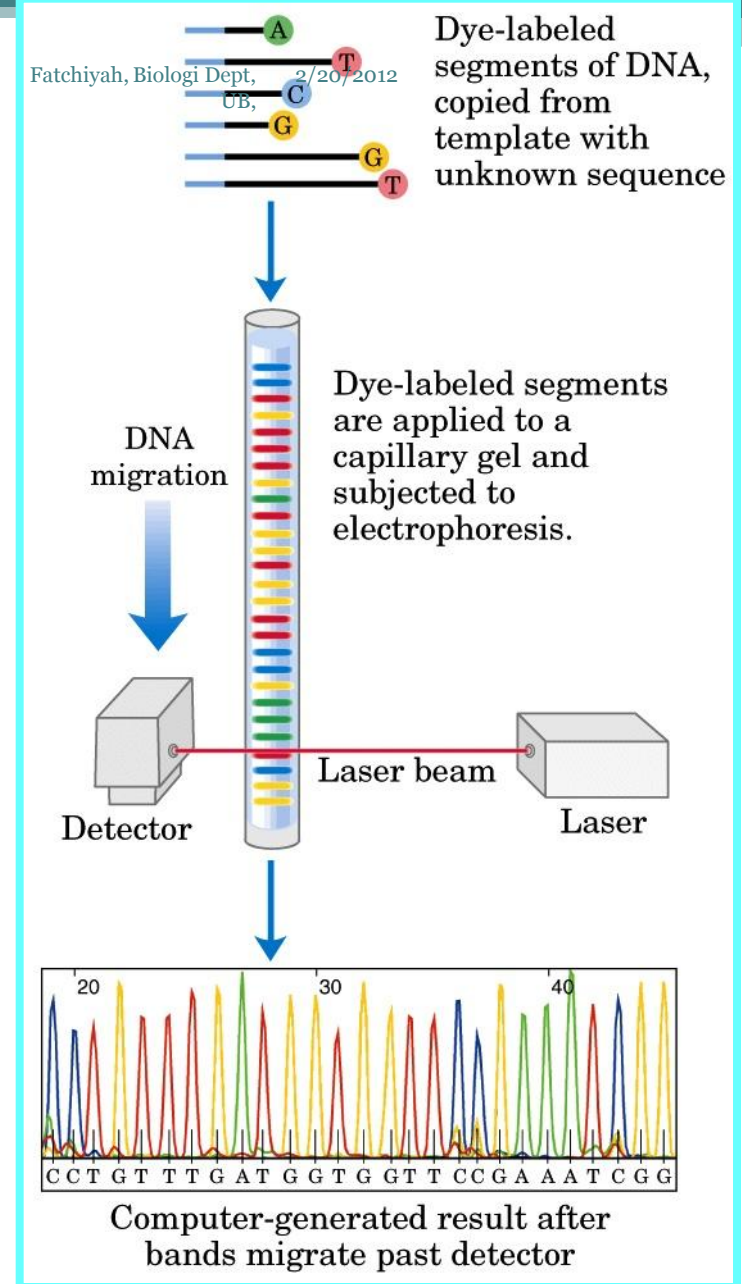 A
T
C
G
G
T
Fatchiyah, Biologi Dept, 2/20/2012
UB,
Dye-labeled
segments of DNA,
copied from
template with
unknown sequence
Dye-labeled segments
are applied to a
capillary gel and
subjected to
electrophoresis.
DNA
migration
Laser beam
Detector
Laser
20 30 40
C C T G T T T G A T G G T G G T T C C G A A A T C G G
Computer-generated result after
bands migrate past detector